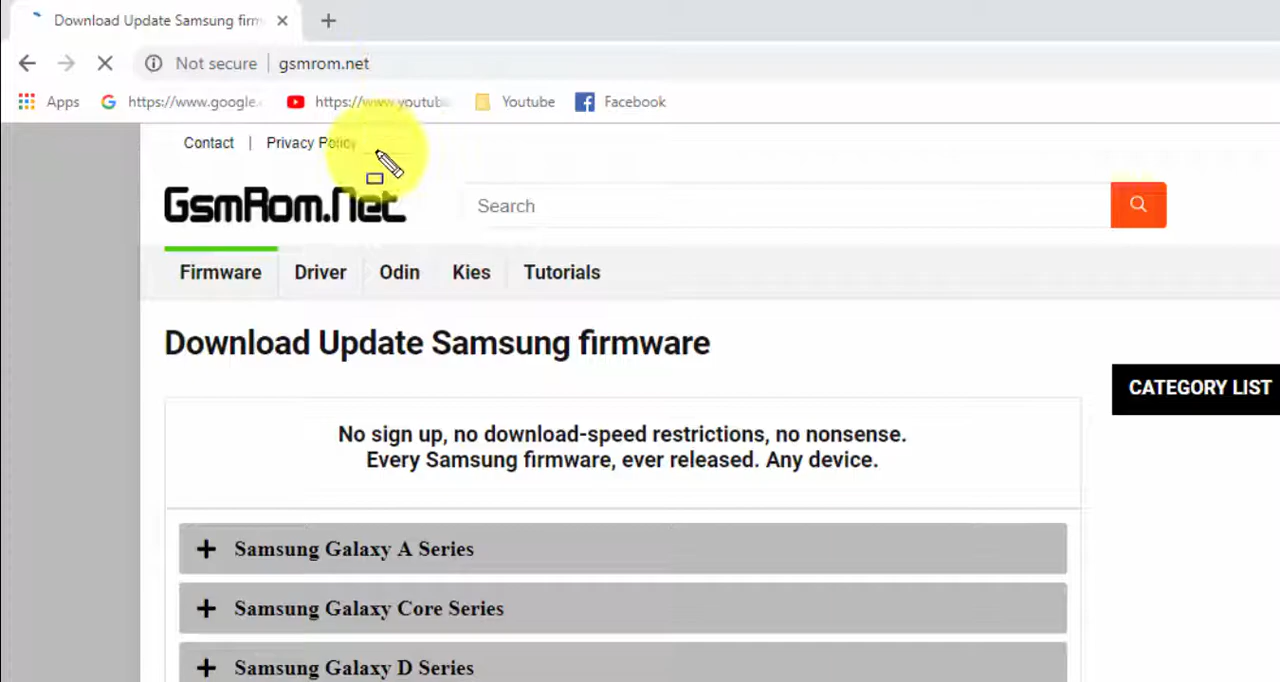 Download Update Samsung firm
Not secure | gsmrom.net
Apps https://www.google. https://www.youtube Youtube Facebook
Contact | Privacy Policy
GsmRom.Net
Search
Firmware Driver Odin Kies Tutorials
Download Update Samsung firmware
CATEGORY LIST
No sign up, no download-speed restrictions, no nonsense.
Every Samsung firmware, ever released. Any device.
+ Samsung Galaxy A Series
+ Samsung Galaxy Core Series
+ Samsung Galaxy D Series